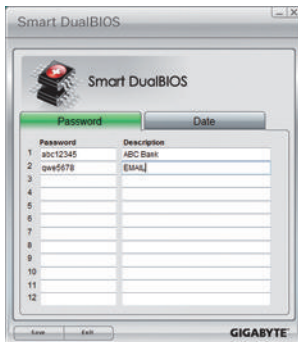 Smart DualBIOS
Smart DualBIOS
Password Date
Password Description
1 abc12345 ABC Bank
2 qwe5678 EMAIL
3
4
5
6
7
8
9
10
11
12
Save Exit GIGABYTE